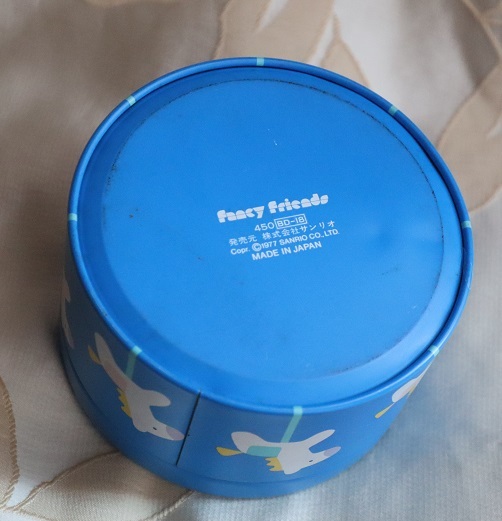 fancy friends
450 BD-1B
発売元 株式会社サンリオ
Copr. ©1977 SANRIO CO., LTD.
MADE IN JAPAN